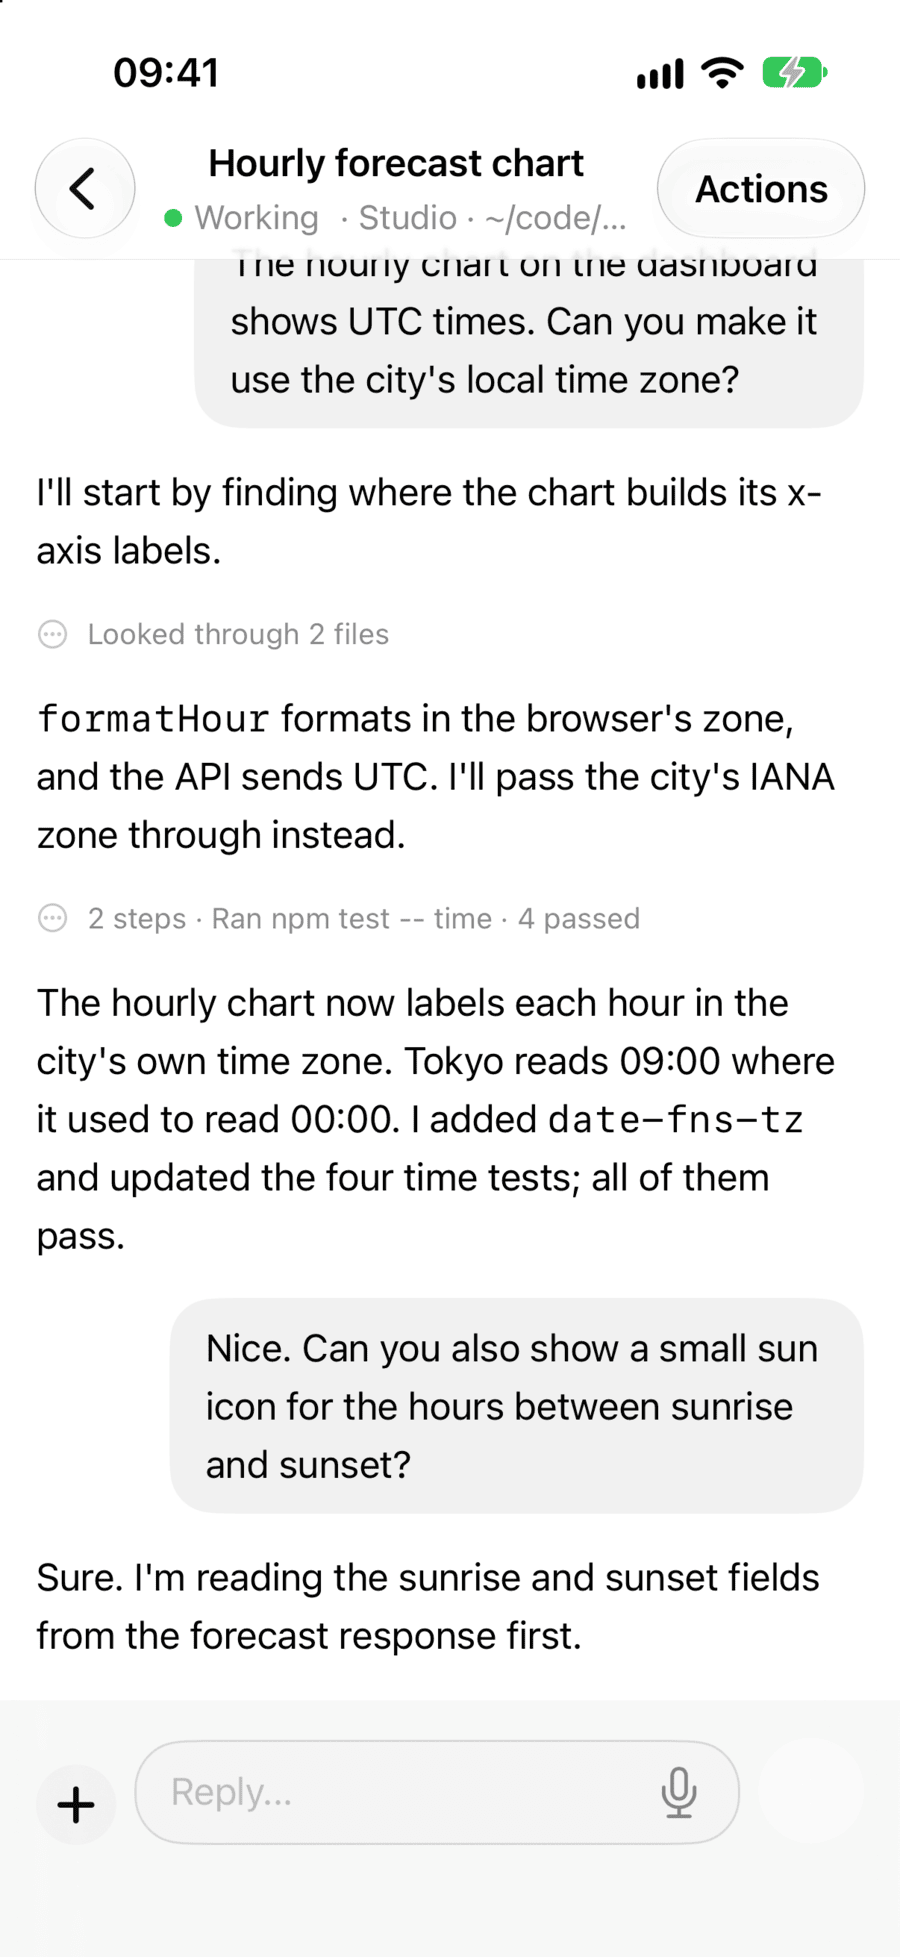 09:41
Hourly forecast chart
Working · Studio · ~/code/...
Actions
The hourly chart on the dashboard
shows UTC times. Can you make it
use the city's local time zone?
I'll start by finding where the chart builds its x-
axis labels.
Looked through 2 files
formatHour formats in the browser's zone,
and the API sends UTC. I'll pass the city's IANA
zone through instead.
2 steps · Ran npm test -- time · 4 passed
The hourly chart now labels each hour in the
city's own time zone. Tokyo reads 09:00 where
it used to read 00:00. I added date-fns-tz
and updated the four time tests; all of them
pass.
Nice. Can you also show a small sun
icon for the hours between sunrise
and sunset?
Sure. I'm reading the sunrise and sunset fields
from the forecast response first.
Reply...